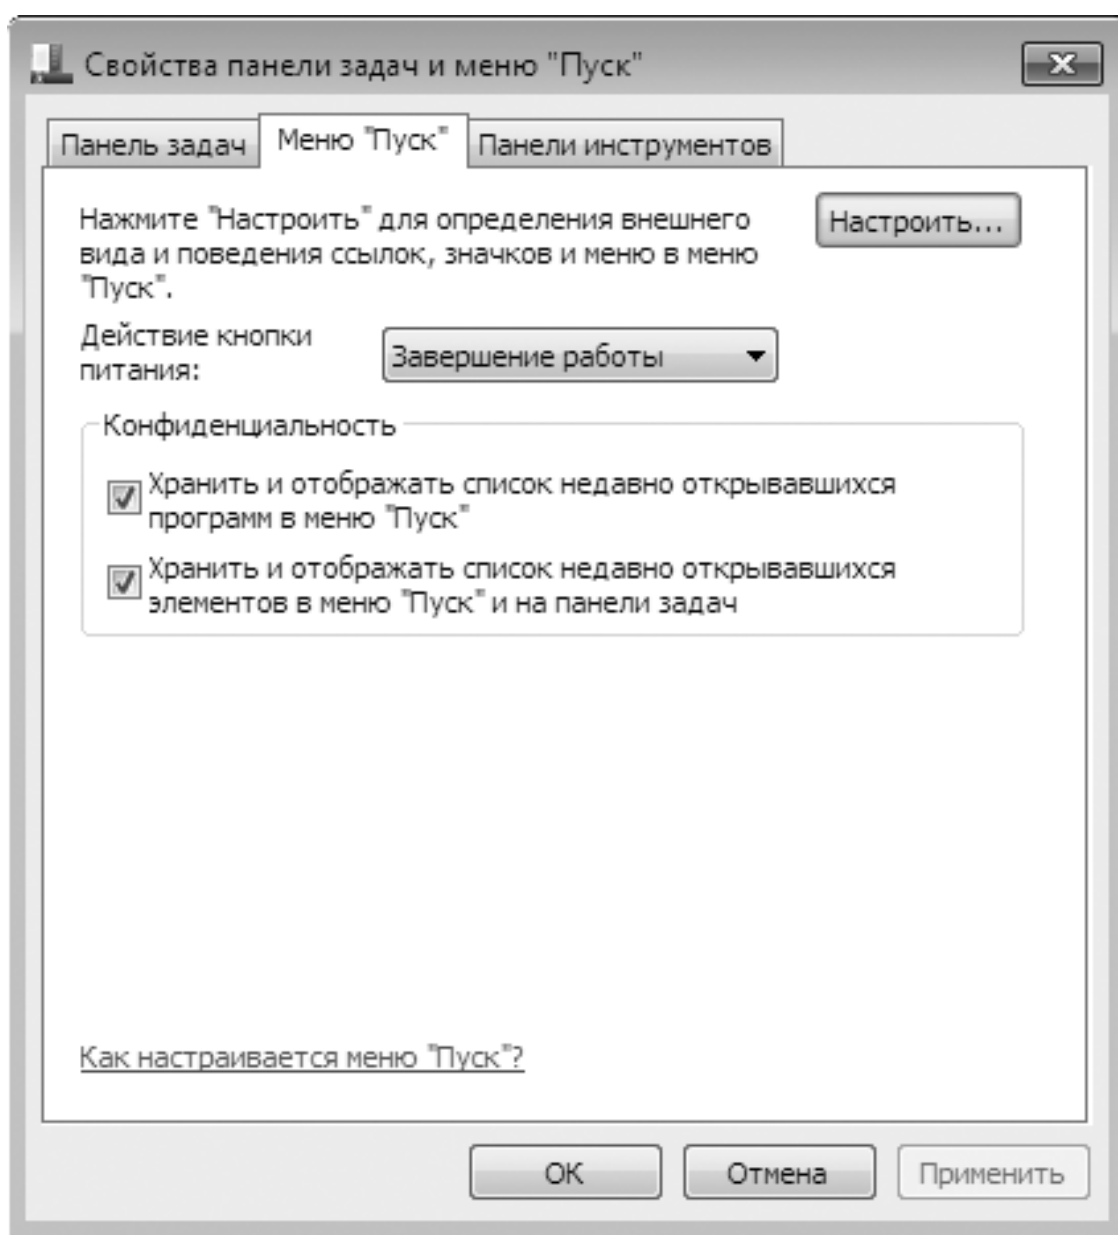 Свойства панели задач и меню "Пуск"
Панель задач
Меню "Пуск"
Панели инструментов
Нажмите "Настроить" для определения внешнего
вида и поведения ссылок, значков и меню в меню
"Пуск".
Настроить...
Действие кнопки
питания:
Завершение работы
Конфиденциальность
Хранить и отображать список недавно открывавшихся
программ в меню "Пуск"
Хранить и отображать список недавно открывавшихся
элементов в меню "Пуск" и на панели задач
Как настраивается меню "Пуск"?
ОК
Отмена
Применить